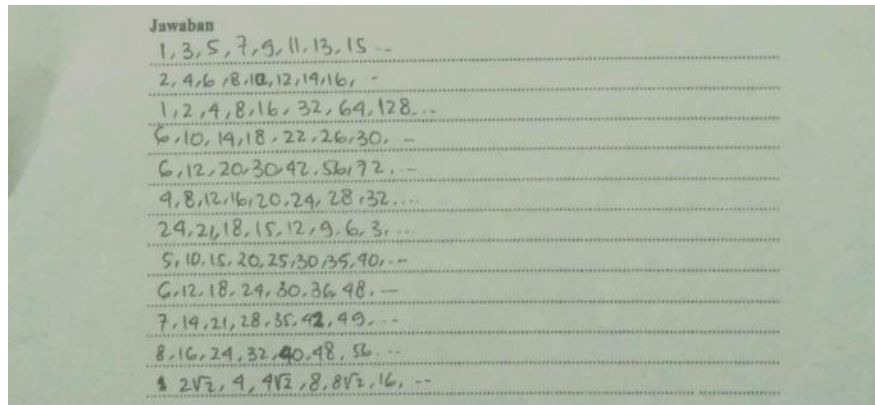 Jawaban
1, 3, 5, 7, 9, 11, 13, 15 ...
2, 4, 6, 8, 10, 12, 14, 16, ...
1, 2, 4, 8, 16, 32, 64, 128, ...
6, 10, 14, 18, 22, 26, 30, ...
6, 12, 20, 30, 42, 56, 72, ...
4, 8, 12, 16, 20, 24, 28, 32, ...
24, 21, 18, 15, 12, 9, 6, 3, ...
5, 10, 15, 20, 25, 30, 35, 40, ...
6, 12, 18, 24, 30, 36, 48, ...
7, 14, 21, 28, 35, 42, 49, ...
8, 16, 24, 32, 40, 48, 56 ...
2√2, 4, 4√2, 8, 8√2, 16, ...